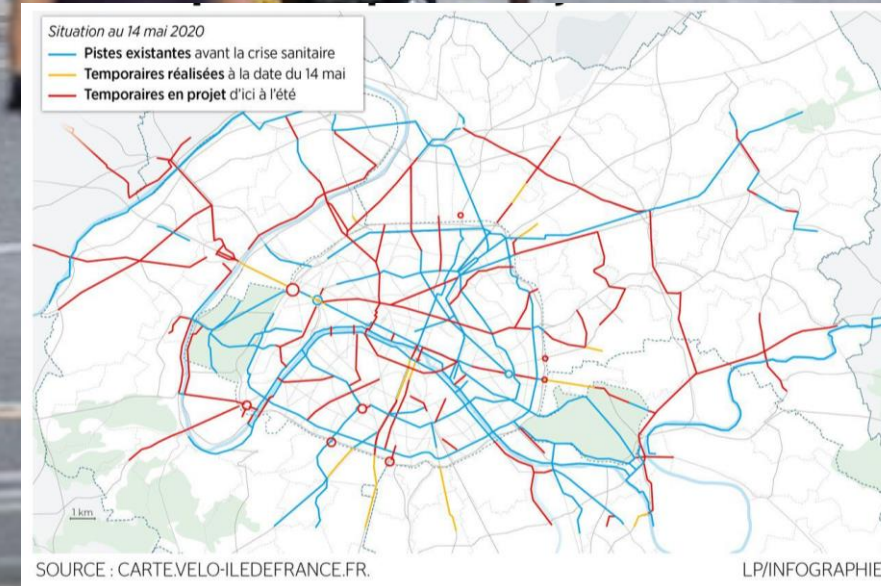 Situation au 14 mai 2020
Pistes existantes avant la crise sanitaire
Temporaires réalisées à la date du 14 mai
Temporaires en projet d'ici à l'été
1 km
SOURCE : CARTE.VELO-ILEDEFRANCE.FR.
LP/INFOGRAPHIE